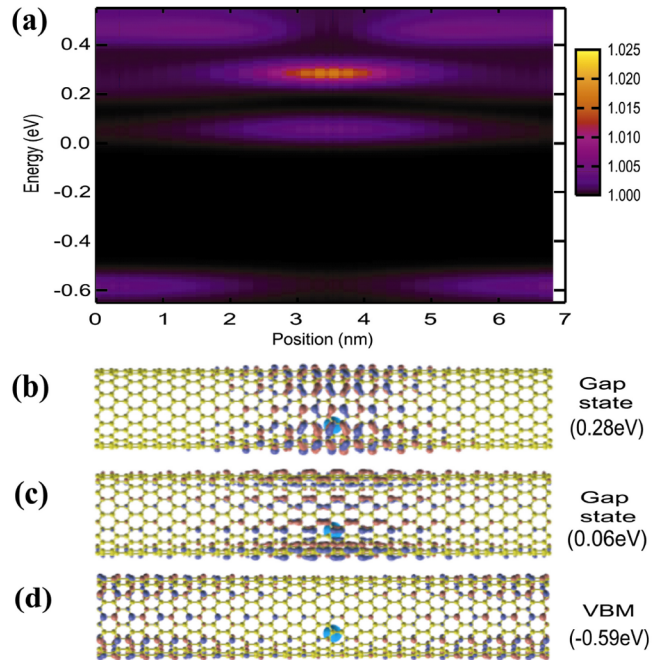 (a)
0.4
0.2
0.0
-0.2
-0.4
-0.6
Energy (eV)
0 1 2 3 4 5 6 7
Position (nm)
1.025
1.020
1.015
1.010
1.005
1.000
(b)
Gap
state
(0.28eV)
(c)
Gap
state
(0.06eV)
(d)
VBM
(-0.59eV)